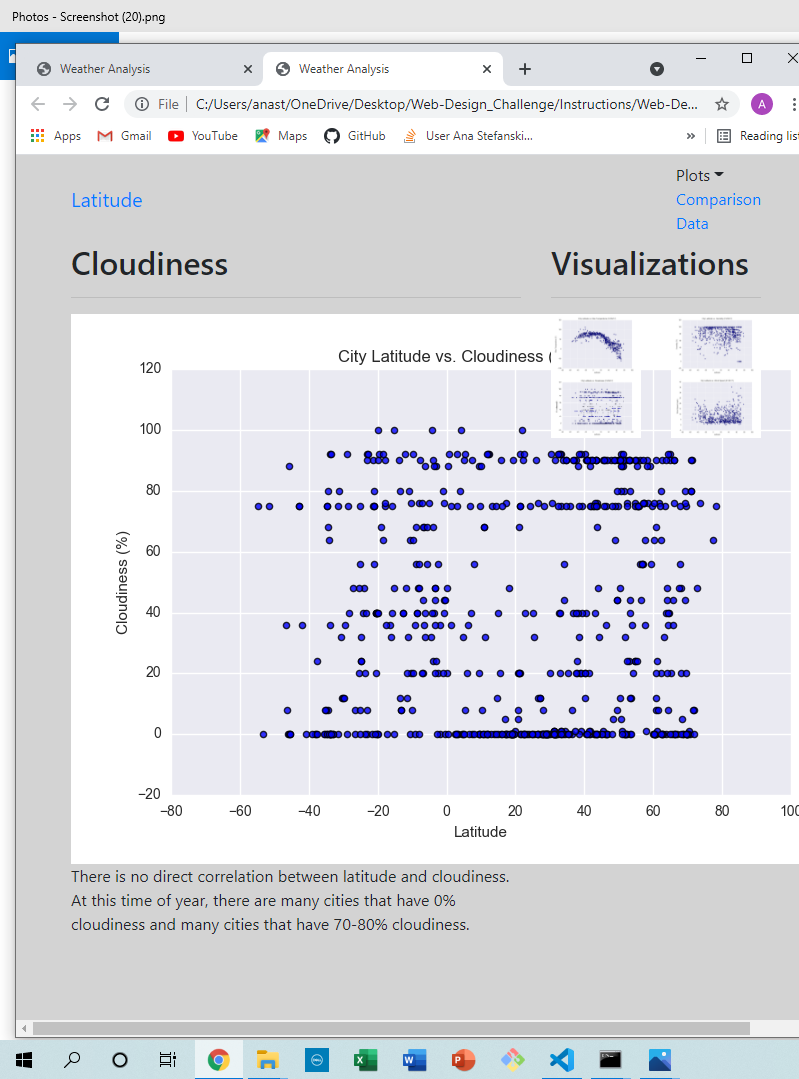 Photos - Screenshot (20).png
Weather Analysis
Weather Analysis
File
C:/Users/anast/OneDrive/Desktop/Web-Design_Challenge/Instructions/Web-De...
A
Apps
Gmail
YouTube
Maps
GitHub
User Ana Stefanski...
»
Reading list
Latitude
Plots
Comparison
Data
Cloudiness
Visualizations
City Latitude vs. Cloudiness (
120
100
80
60
40
20
0
−20
Cloudiness (%)
−80 −60 −40 −20 0 20 40 60 80 100
Latitude
There is no direct correlation between latitude and cloudiness.
At this time of year, there are many cities that have 0%
cloudiness and many cities that have 70-80% cloudiness.